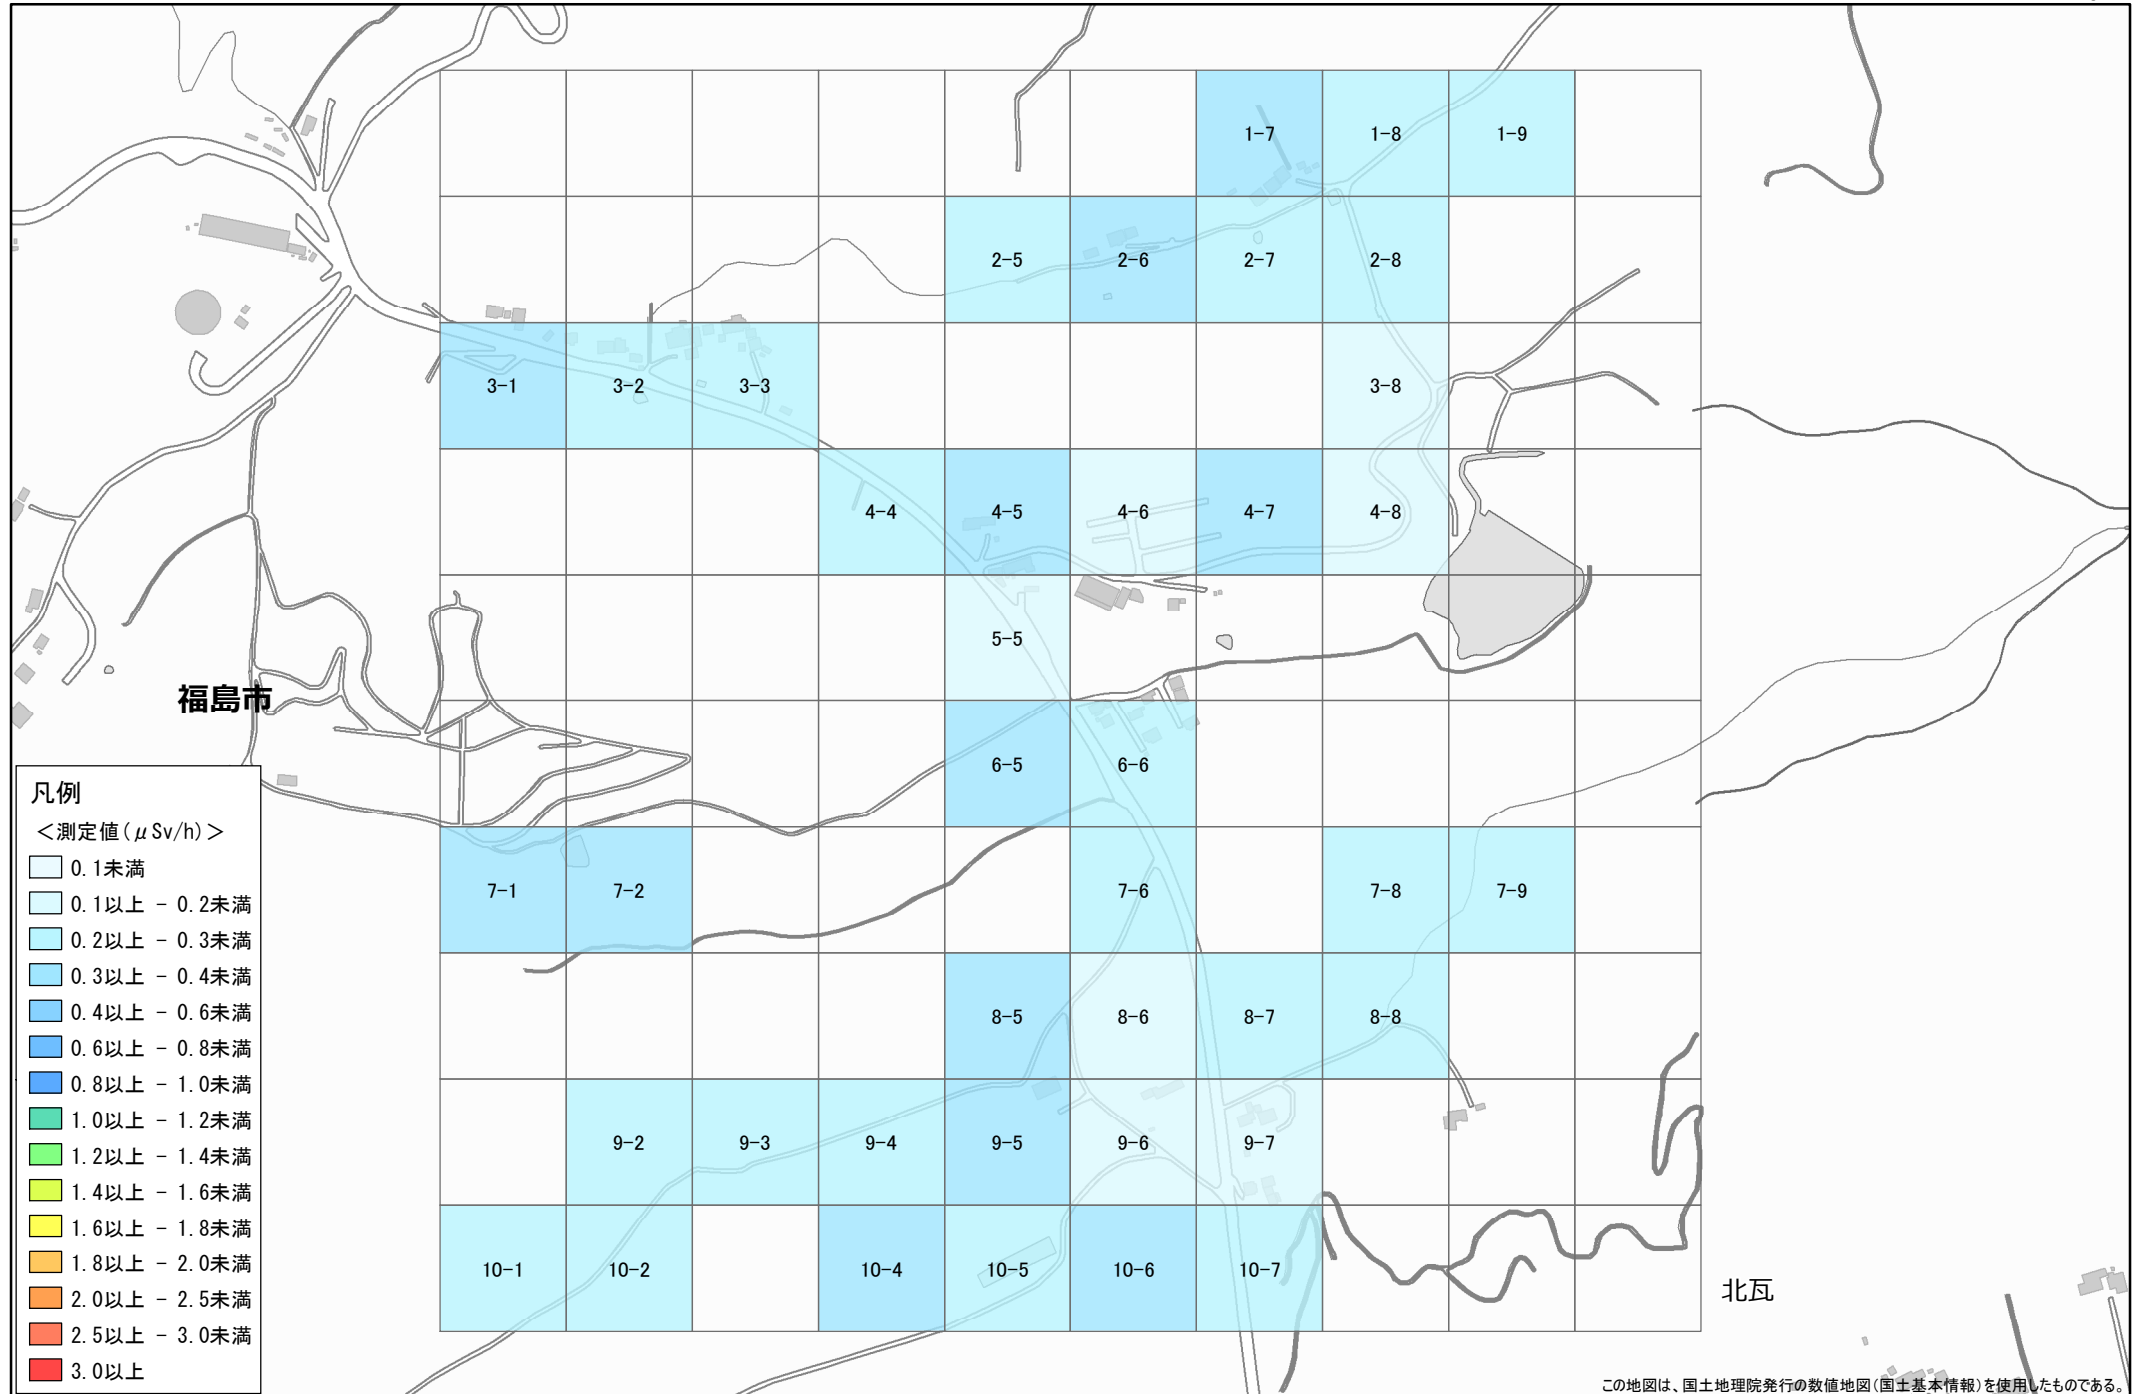 1-7 1-8 1-9
2-5 2-6 2-7 2-8
3-1 3-2 3-3 3-8
4-4 4-5 4-6 4-7 4-8
5-5
福島市
6-5 6-6
7-1 7-2 7-6 7-8 7-9
8-5 8-6 8-7 8-8
9-2 9-3 9-4 9-5 9-6 9-7
10-1 10-2 10-4 10-5 10-6 10-7
北瓦
凡例
<測定値(μSv/h)>
0.1未満
0.1以上 - 0.2未満
0.2以上 - 0.3未満
0.3以上 - 0.4未満
0.4以上 - 0.6未満
0.6以上 - 0.8未満
0.8以上 - 1.0未満
1.0以上 - 1.2未満
1.2以上 - 1.4未満
1.4以上 - 1.6未満
1.6以上 - 1.8未満
1.8以上 - 2.0未満
2.0以上 - 2.5未満
2.5以上 - 3.0未満
3.0以上
この地図は、国土地理院発行の数値地図(国土基本情報)を使用したものである。